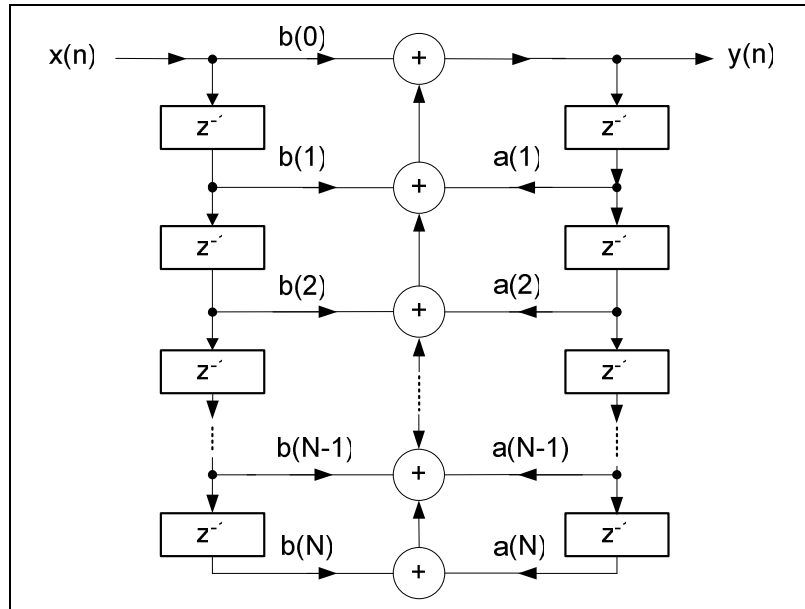 x(n) b(0) + y(n)
z⁻ˊ z⁻ˊ
b(1) + a(1)
z⁻ˊ z⁻ˊ
b(2) + a(2)
z⁻ˊ z⁻ˊ
b(N-1) + a(N-1)
z⁻ˊ z⁻ˊ
b(N) + a(N)